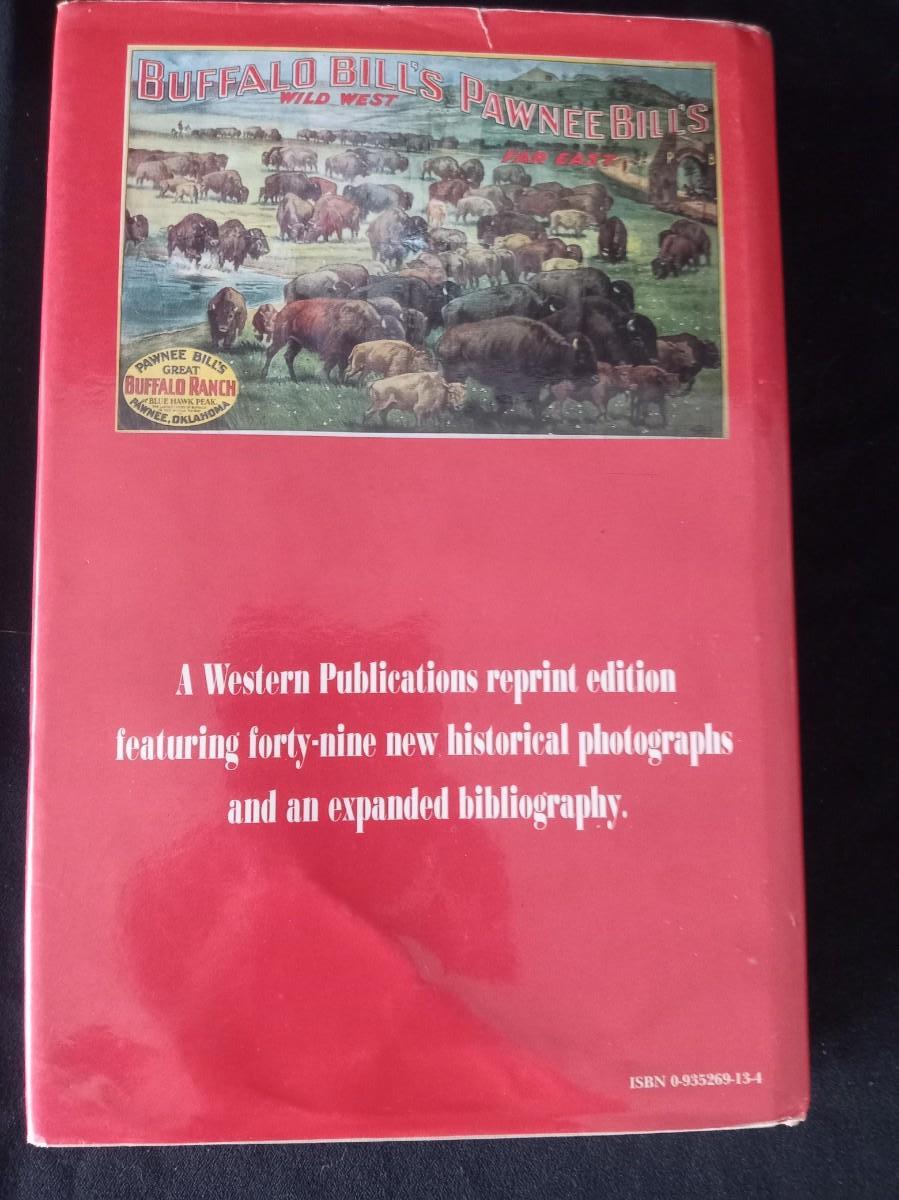 BUFFALO BILL'S
WILD WEST
PAWNEE BILL'S
FAR EAST
PAWNEE BILL'S
GREAT
BUFFALO RANCH
BLUE HAWK PEAK
PAWNEE, OKLAHOMA
A Western Publications reprint edition
featuring forty-nine new historical photographs
and an expanded bibliography.
ISBN 0-935269-13-4